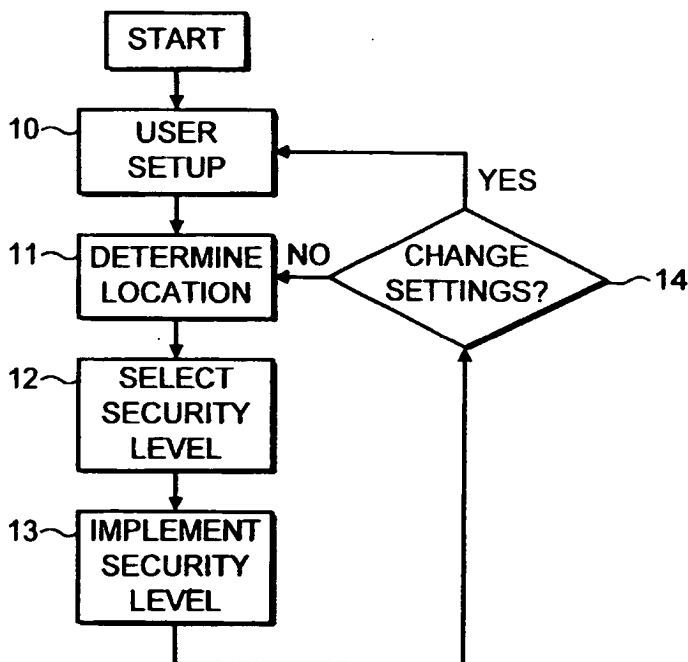 START
10
USER
SETUP
YES
11
DETERMINE
LOCATION
NO
CHANGE
SETTINGS?
14
12
SELECT
SECURITY
LEVEL
13
IMPLEMENT
SECURITY
LEVEL